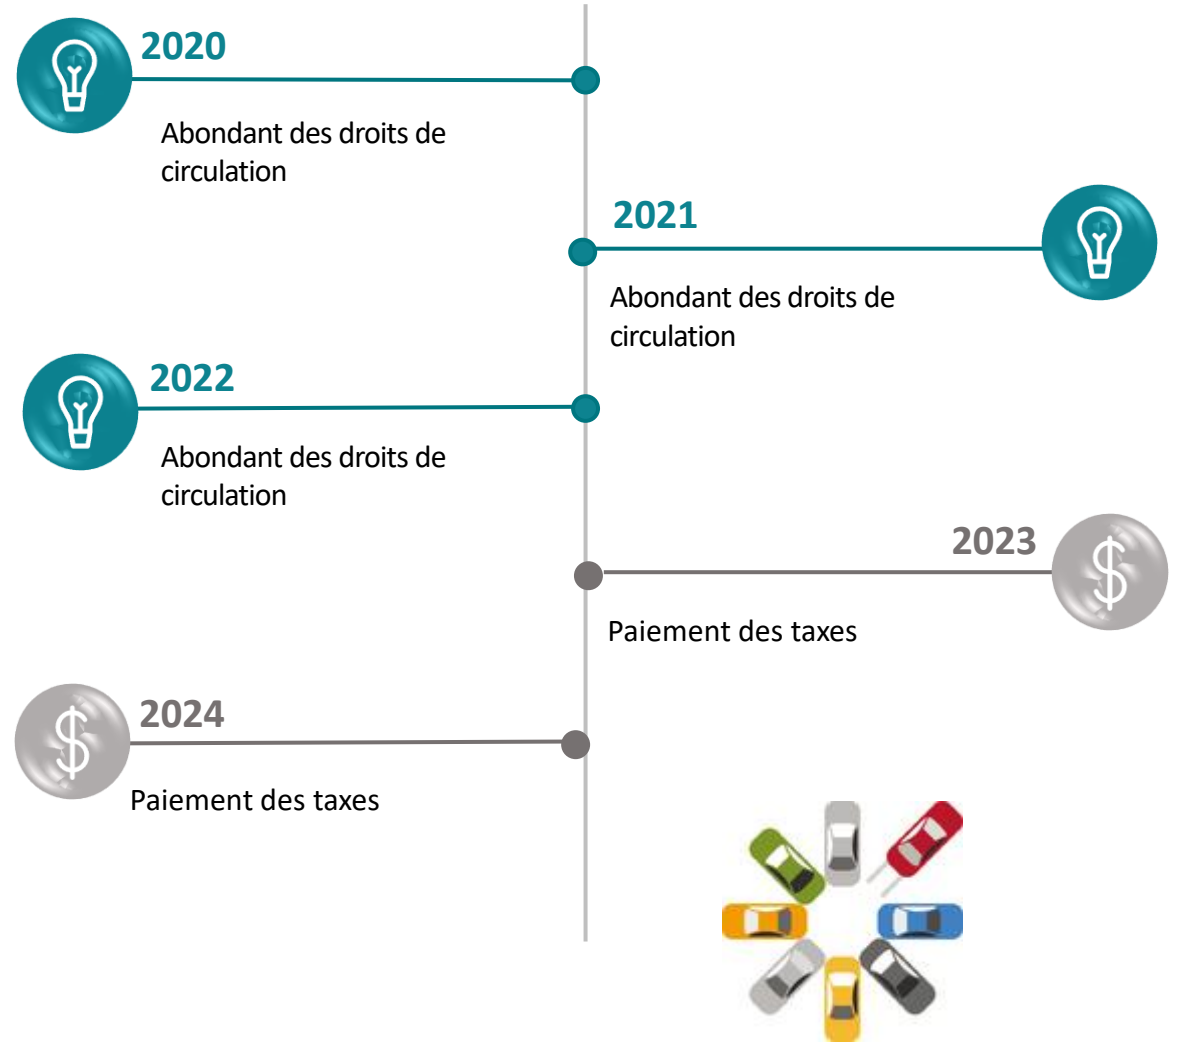 2020
Abondant des droits de
circulation
2021
Abondant des droits de
circulation
2022
Abondant des droits de
circulation
2023
Paiement des taxes
2024
Paiement des taxes